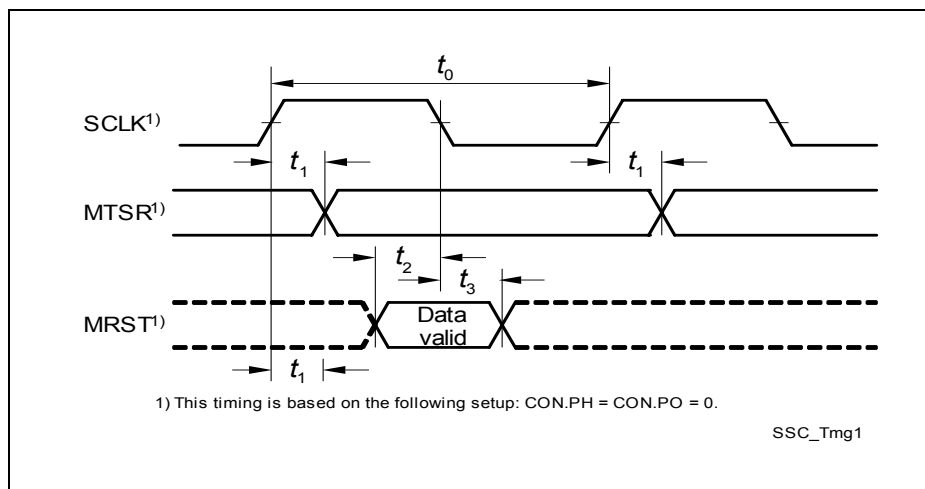 t0
SCLK1)
t1 t1
MTSR1)
t2 t3
MRST1) Data valid
t1
1) This timing is based on the following setup: CON.PH = CON.PO = 0.
SSC_Tmg1